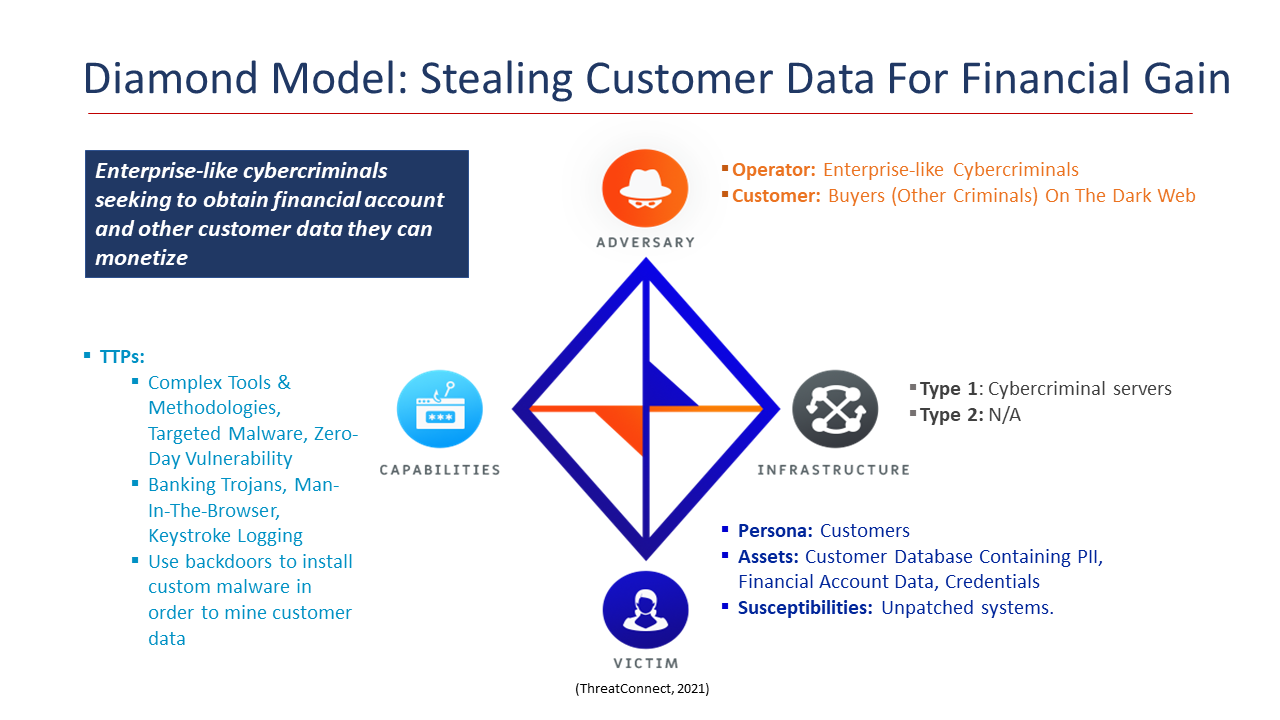 Diamond Model: Stealing Customer Data For Financial Gain
Enterprise-like cybercriminals
seeking to obtain financial account
and other customer data they can
monetize
ADVERSARY
▪ Operator: Enterprise-like Cybercriminals
▪ Customer: Buyers (Other Criminals) On The Dark Web
▪ TTPs:
▪ Complex Tools &
Methodologies,
Targeted Malware, Zero-
Day Vulnerability
▪ Banking Trojans, Man-
In-The-Browser,
Keystroke Logging
▪ Use backdoors to install
custom malware in
order to mine customer
data
***
CAPABILITIES
INFRASTRUCTURE
▪ Type 1: Cybercriminal servers
▪ Type 2: N/A
▪ Persona: Customers
▪ Assets: Customer Database Containing PII,
Financial Account Data, Credentials
▪ Susceptibilities: Unpatched systems.
VICTIM
(ThreatConnect, 2021)